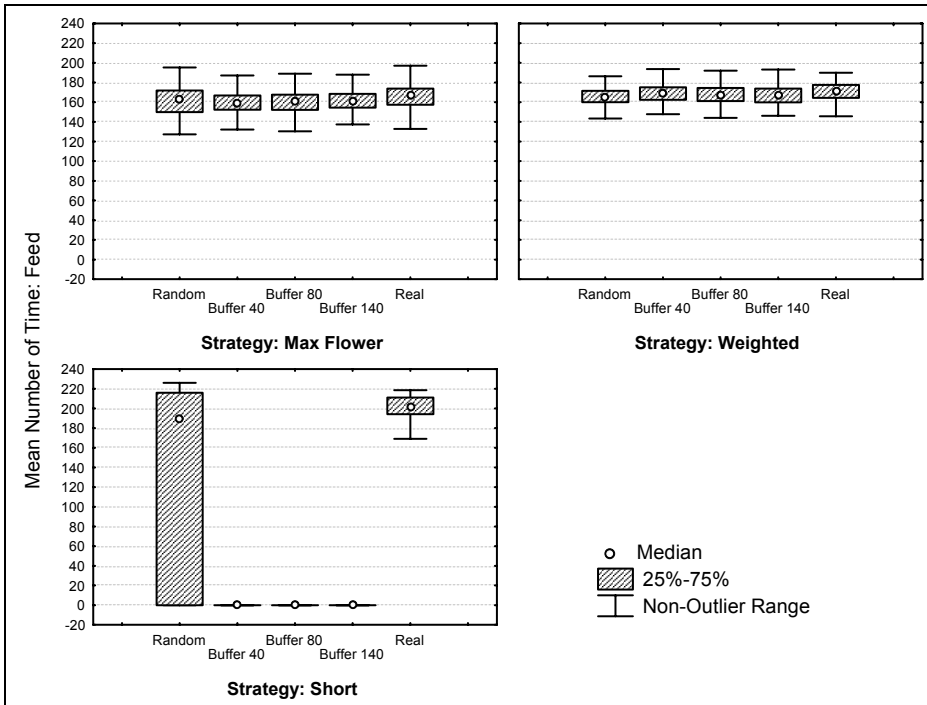 Mean Number of Time: Feed
240
220
200
180
160
140
120
100
80
60
40
20
0
-20
Random
Buffer 40
Buffer 80
Buffer 140
Real
Strategy: Max Flower
Random
Buffer 40
Buffer 80
Buffer 140
Real
Strategy: Weighted
240
220
200
180
160
140
120
100
80
60
40
20
0
-20
Random
Buffer 40
Buffer 80
Buffer 140
Real
Strategy: Short
Median
25%-75%
Non-Outlier Range